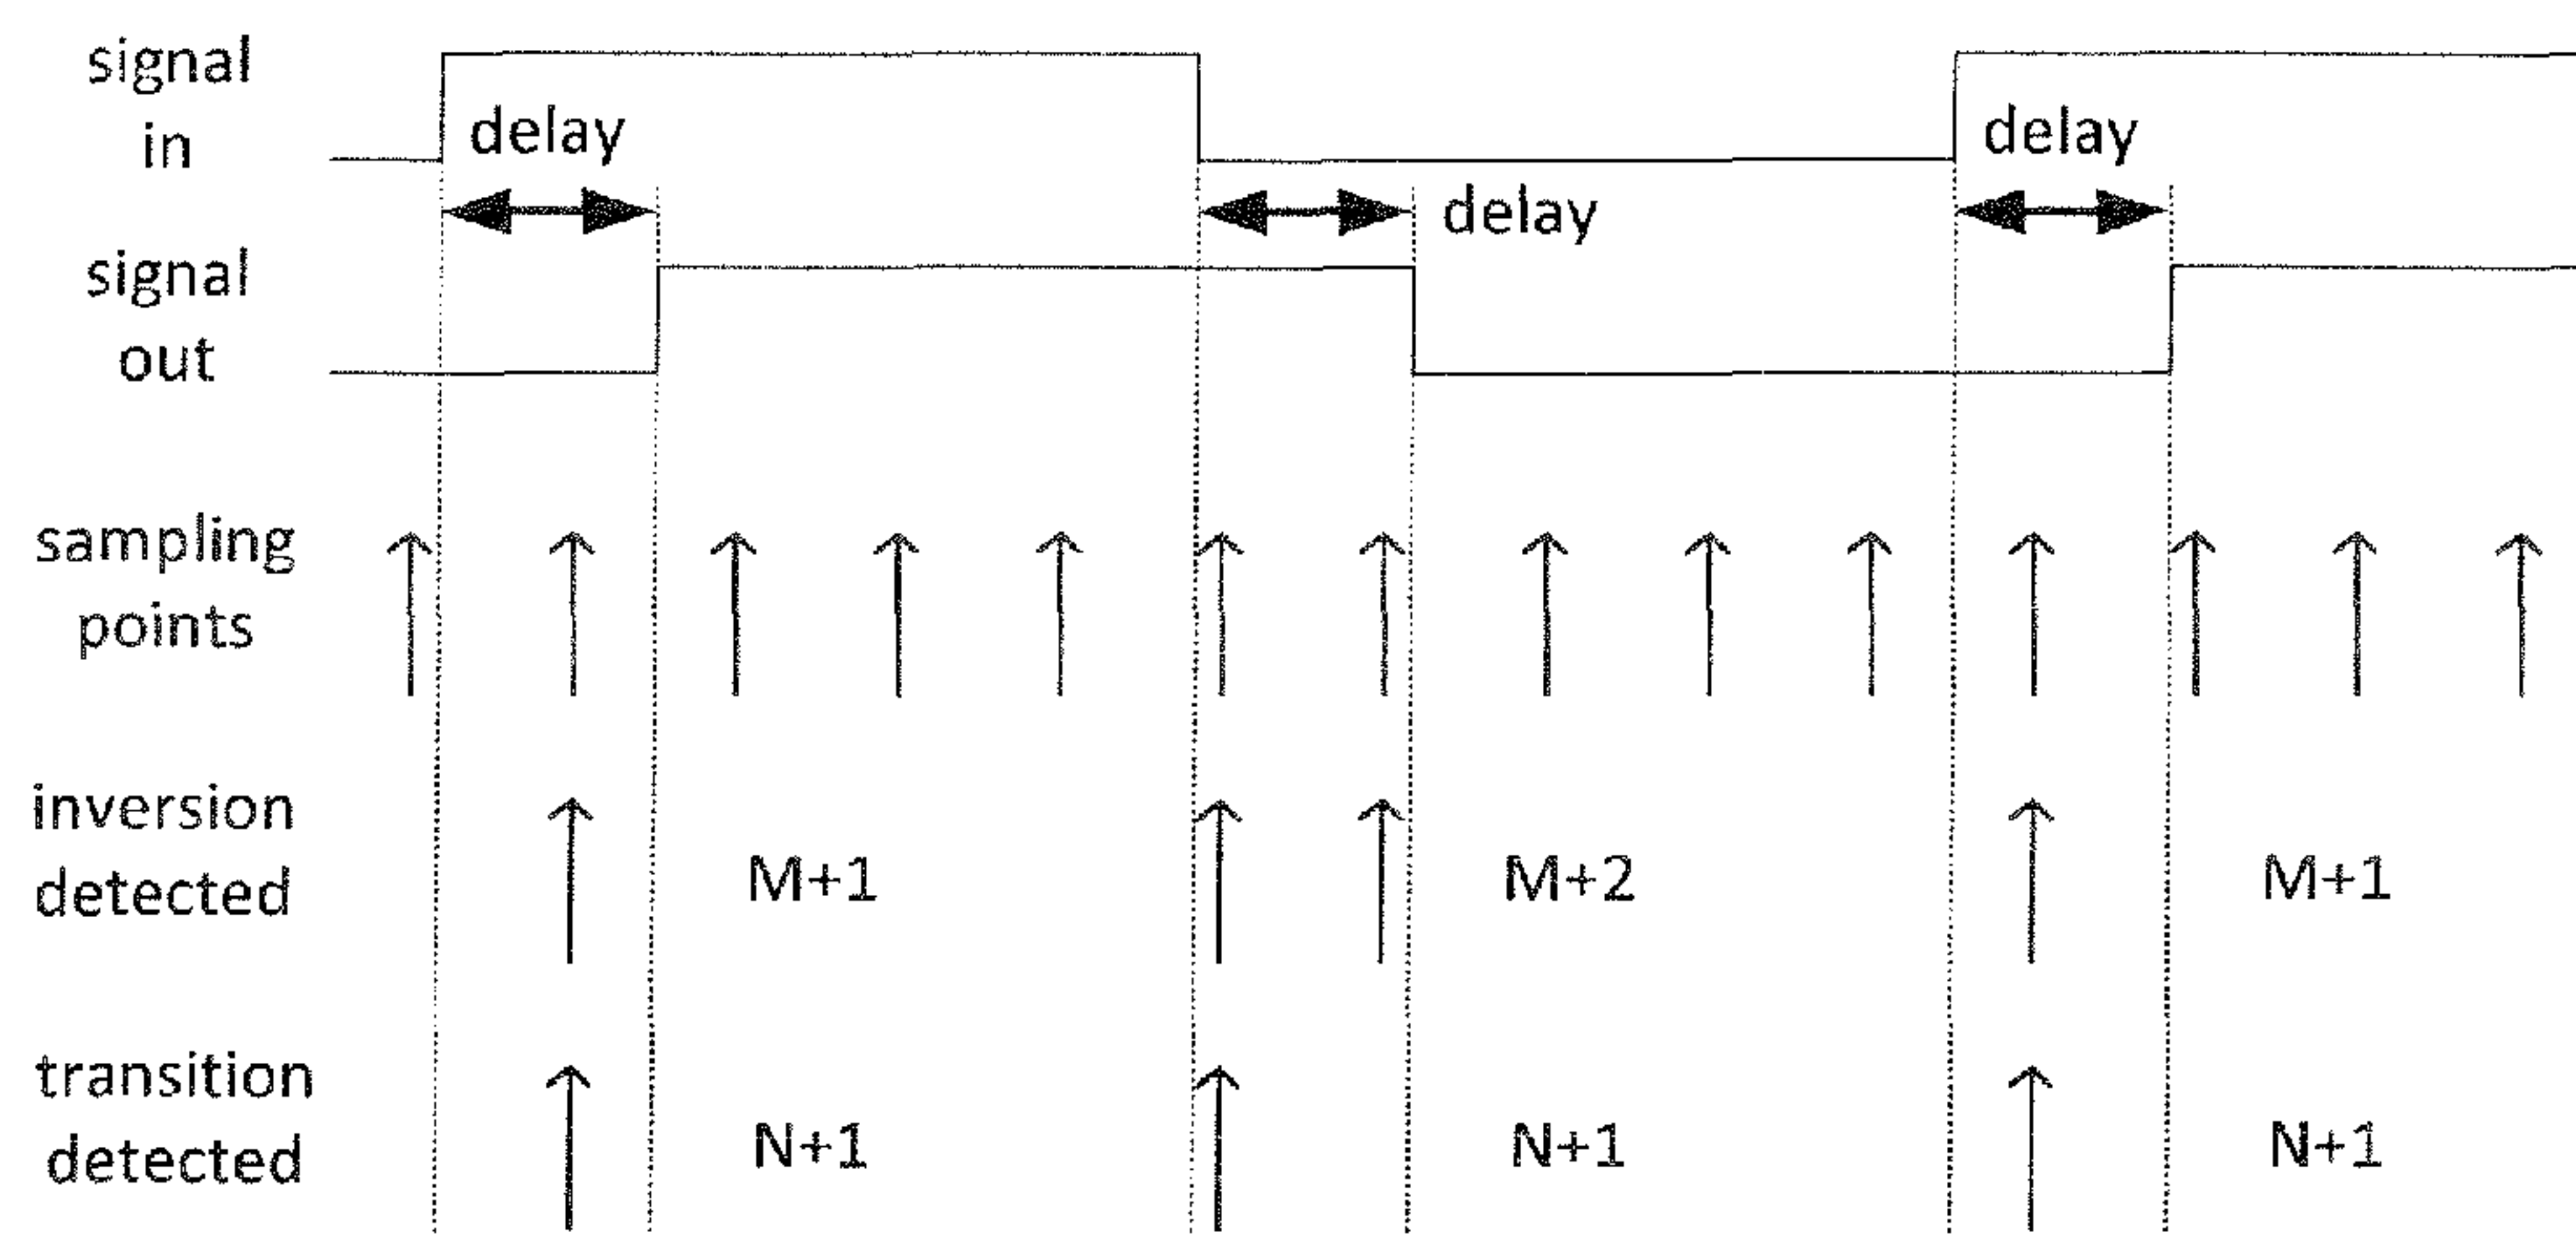 signal
in
delay
delay
delay
signal
out
sampling
points
inversion
detected
M+1
M+2
M+1
transition
detected
N+1
N+1
N+1